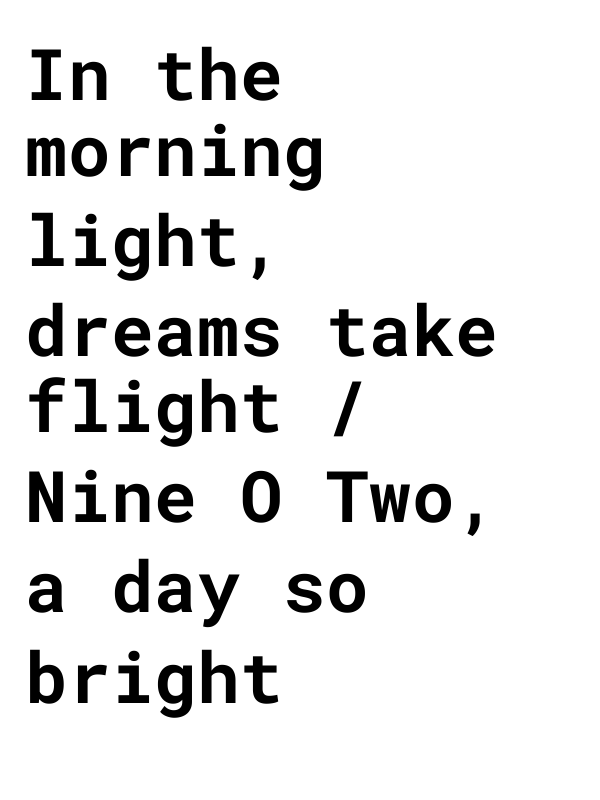 In the
morning
light,
dreams take
flight /
Nine O Two,
a day so
bright